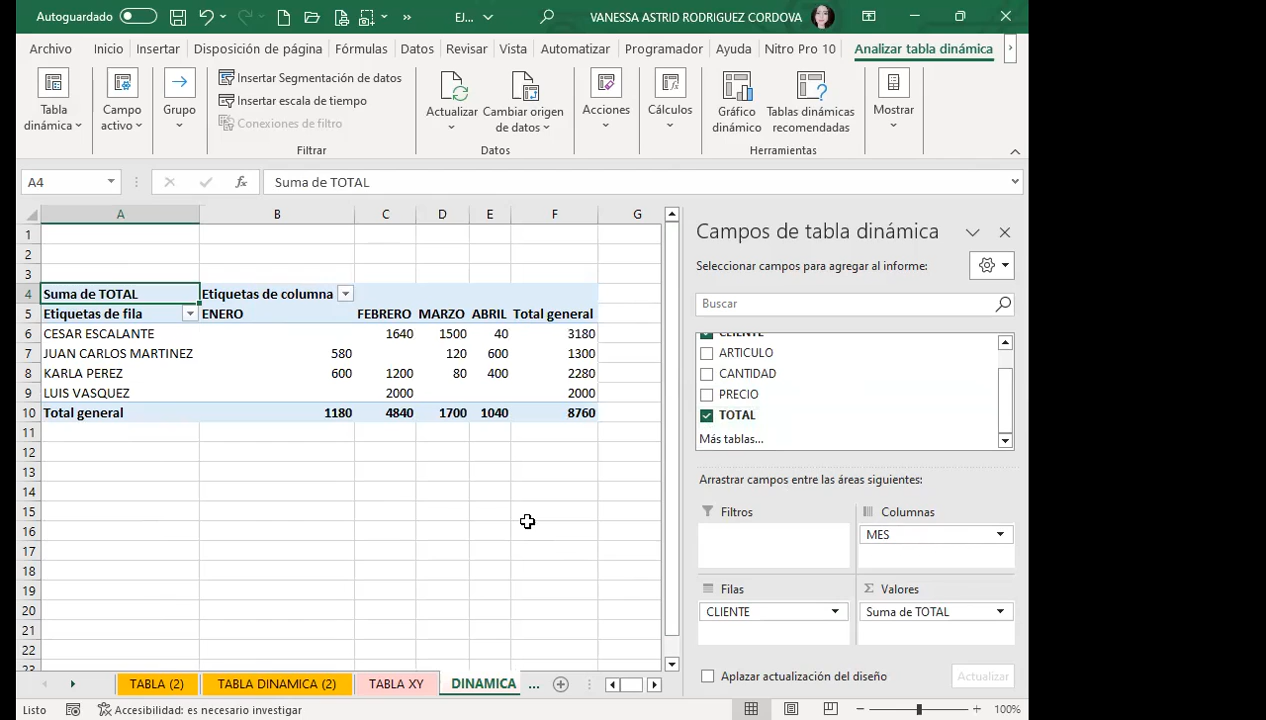 Autoguardado
EJ...
VANESSA ASTRID RODRIGUEZ CORDOVA
Archivo Inicio Insertar Disposición de página Fórmulas Datos Revisar Vista Automatizar Programador Ayuda Nitro Pro 10 Analizar tabla dinámica
Tabla dinámica
Campo activo
Grupo
Insertar Segmentación de datos
Insertar escala de tiempo
Conexiones de filtro
Filtrar
Actualizar
Cambiar origen de datos
Datos
Acciones
Cálculos
Gráfico dinámico
Tablas dinámicas recomendadas
Herramientas
Mostrar
A4 fx Suma de TOTAL
A B C D E F G
1
2
3
4 Suma de TOTAL Etiquetas de columna
5 Etiquetas de fila ENERO FEBRERO MARZO ABRIL Total general
6 CESAR ESCALANTE 1640 1500 40 3180
7 JUAN CARLOS MARTINEZ 580 120 600 1300
8 KARLA PEREZ 600 1200 80 400 2280
9 LUIS VASQUEZ 2000 2000
10 Total general 1180 4840 1700 1040 8760
11
12
13
14
15
16
17
18
19
20
21
22
23
Campos de tabla dinámica
Seleccionar campos para agregar al informe:
Buscar
CLIENTE
ARTICULO
CANTIDAD
PRECIO
TOTAL
Más tablas...
Arrastrar campos entre las áreas siguientes:
Filtros
Columnas
MES
Filas
CLIENTE
Σ Valores
Suma de TOTAL
Aplazar actualización del diseño
Actualizar
TABLA (2) TABLA DINAMICA (2) TABLA XY DINAMICA ...
Listo
Accesibilidad: es necesario investigar
100%